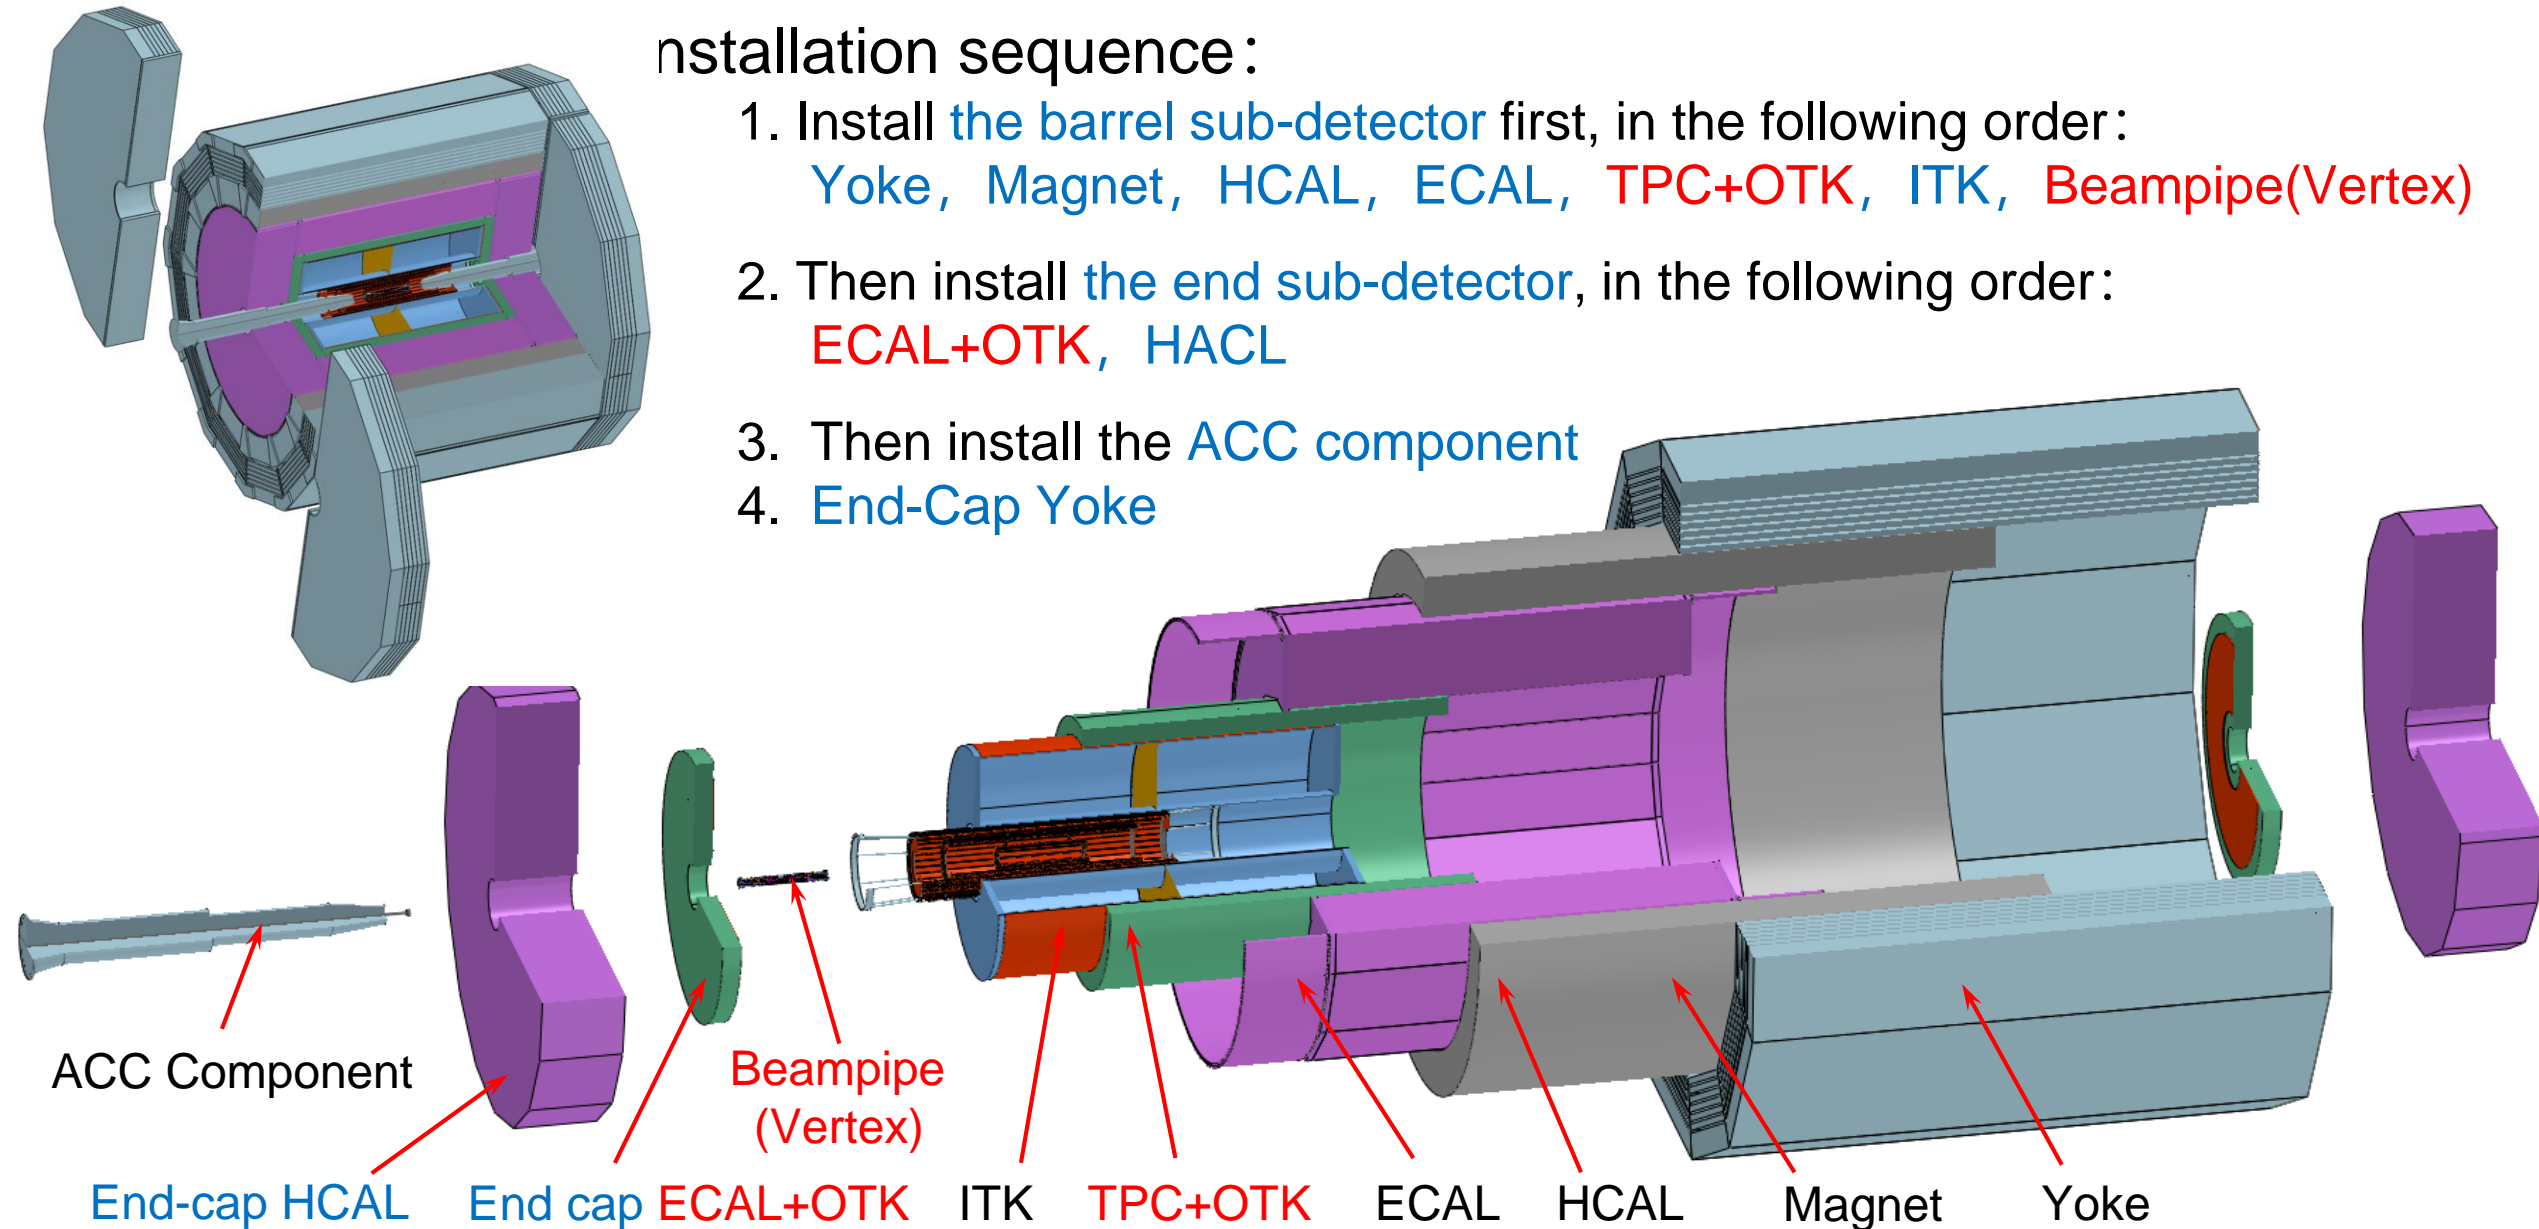 nstallation sequence：
1. Install the barrel sub-detector first, in the following order：
Yoke，Magnet，HCAL，ECAL，TPC+OTK，ITK，Beampipe(Vertex)
2. Then install the end sub-detector, in the following order：
ECAL+OTK，HACL
3. Then install the ACC component
4. End-Cap Yoke
ACC Component
Beampipe
(Vertex)
End-cap HCAL
End cap ECAL+OTK
ITK
TPC+OTK
ECAL
HCAL
Magnet
Yoke